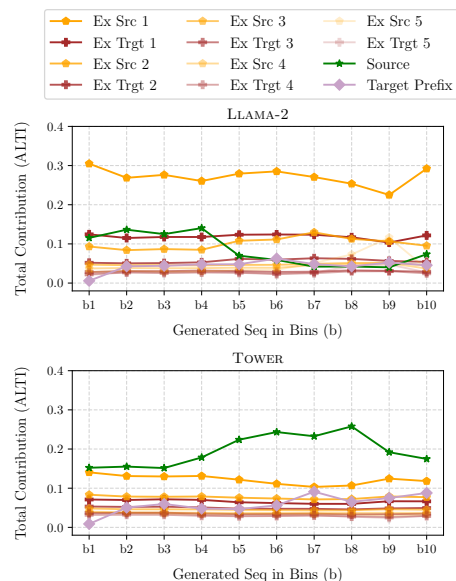 Ex Src 1 Ex Src 3 Ex Src 5
Ex Trgt 1 Ex Trgt 3 Ex Trgt 5
Ex Src 2 Ex Src 4 Source
Ex Trgt 2 Ex Trgt 4 Target Prefix
LLAMA-2
Total Contribution (ALTI)
0.4
0.3
0.2
0.1
0.0
b1 b2 b3 b4 b5 b6 b7 b8 b9 b10
Generated Seq in Bins (b)
TOWER
Total Contribution (ALTI)
0.4
0.3
0.2
0.1
0.0
b1 b2 b3 b4 b5 b6 b7 b8 b9 b10
Generated Seq in Bins (b)